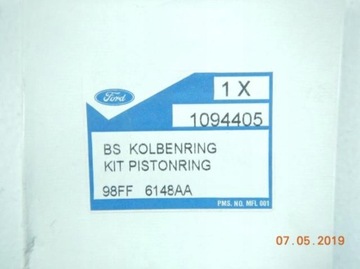 Ford
1 X
1094405
BS KOLBENRING
KIT PISTONRING
98FF 6148AA
PMS. NO. MFL 001
07.05.2019